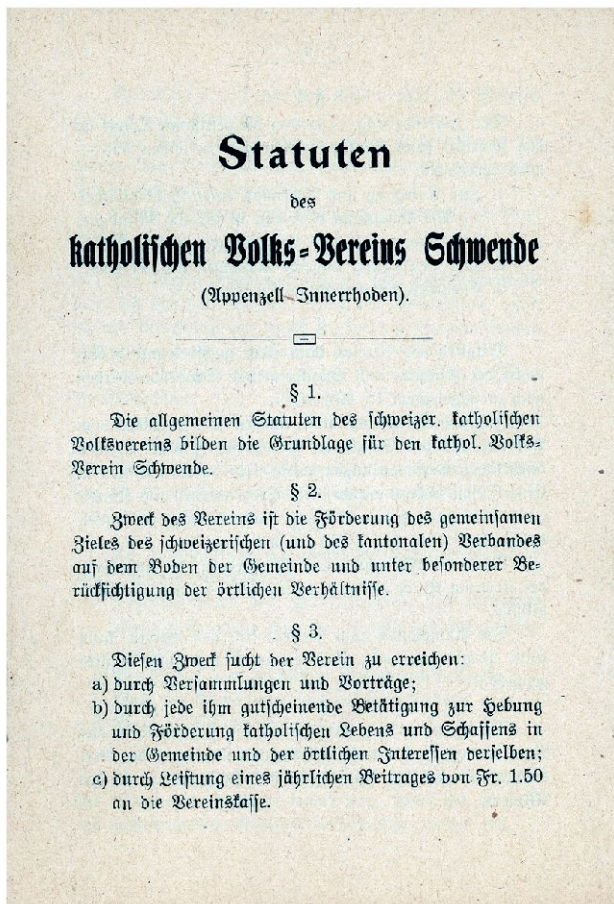 Statuten
des
katholischen Volks-Vereins Schwende
(Appenzell Innerrhoden).
§ 1.
Die allgemeinen Statuten des schweizer. katholischen
Volksvereins bilden die Grundlage für den kathol. Volks-
Verein Schwende.
§ 2.
Zweck des Vereins ist die Förderung des gemeinsamen
Zieles des schweizerischen (und des kantonalen) Verbandes
auf dem Boden der Gemeinde und unter besonderer Be-
rücksichtigung der örtlichen Verhältnisse.
§ 3.
Diesen Zweck sucht der Verein zu erreichen:
a) durch Versammlungen und Vorträge;
b) durch jede ihm gutscheinende Betätigung zur Hebung
und Förderung katholischen Lebens und Schaffens in
der Gemeinde und der örtlichen Interessen derselben;
c) durch Leistung eines jährlichen Beitrages von Fr. 1.50
an die Vereinskasse.